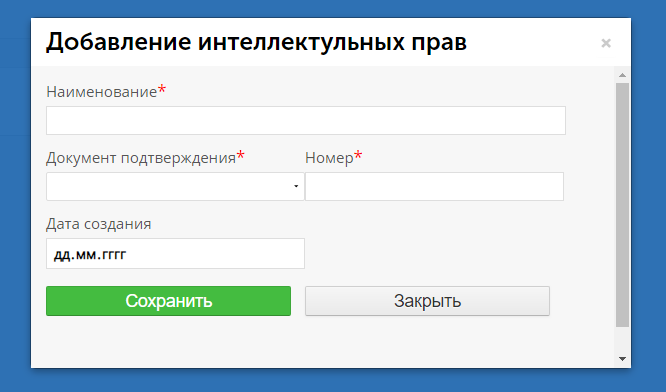 Добавление интеллектульных прав ×
Наименование*
Документ подтверждения* Номер*
Дата создания
дд.мм.гггг
Сохранить Закрыть